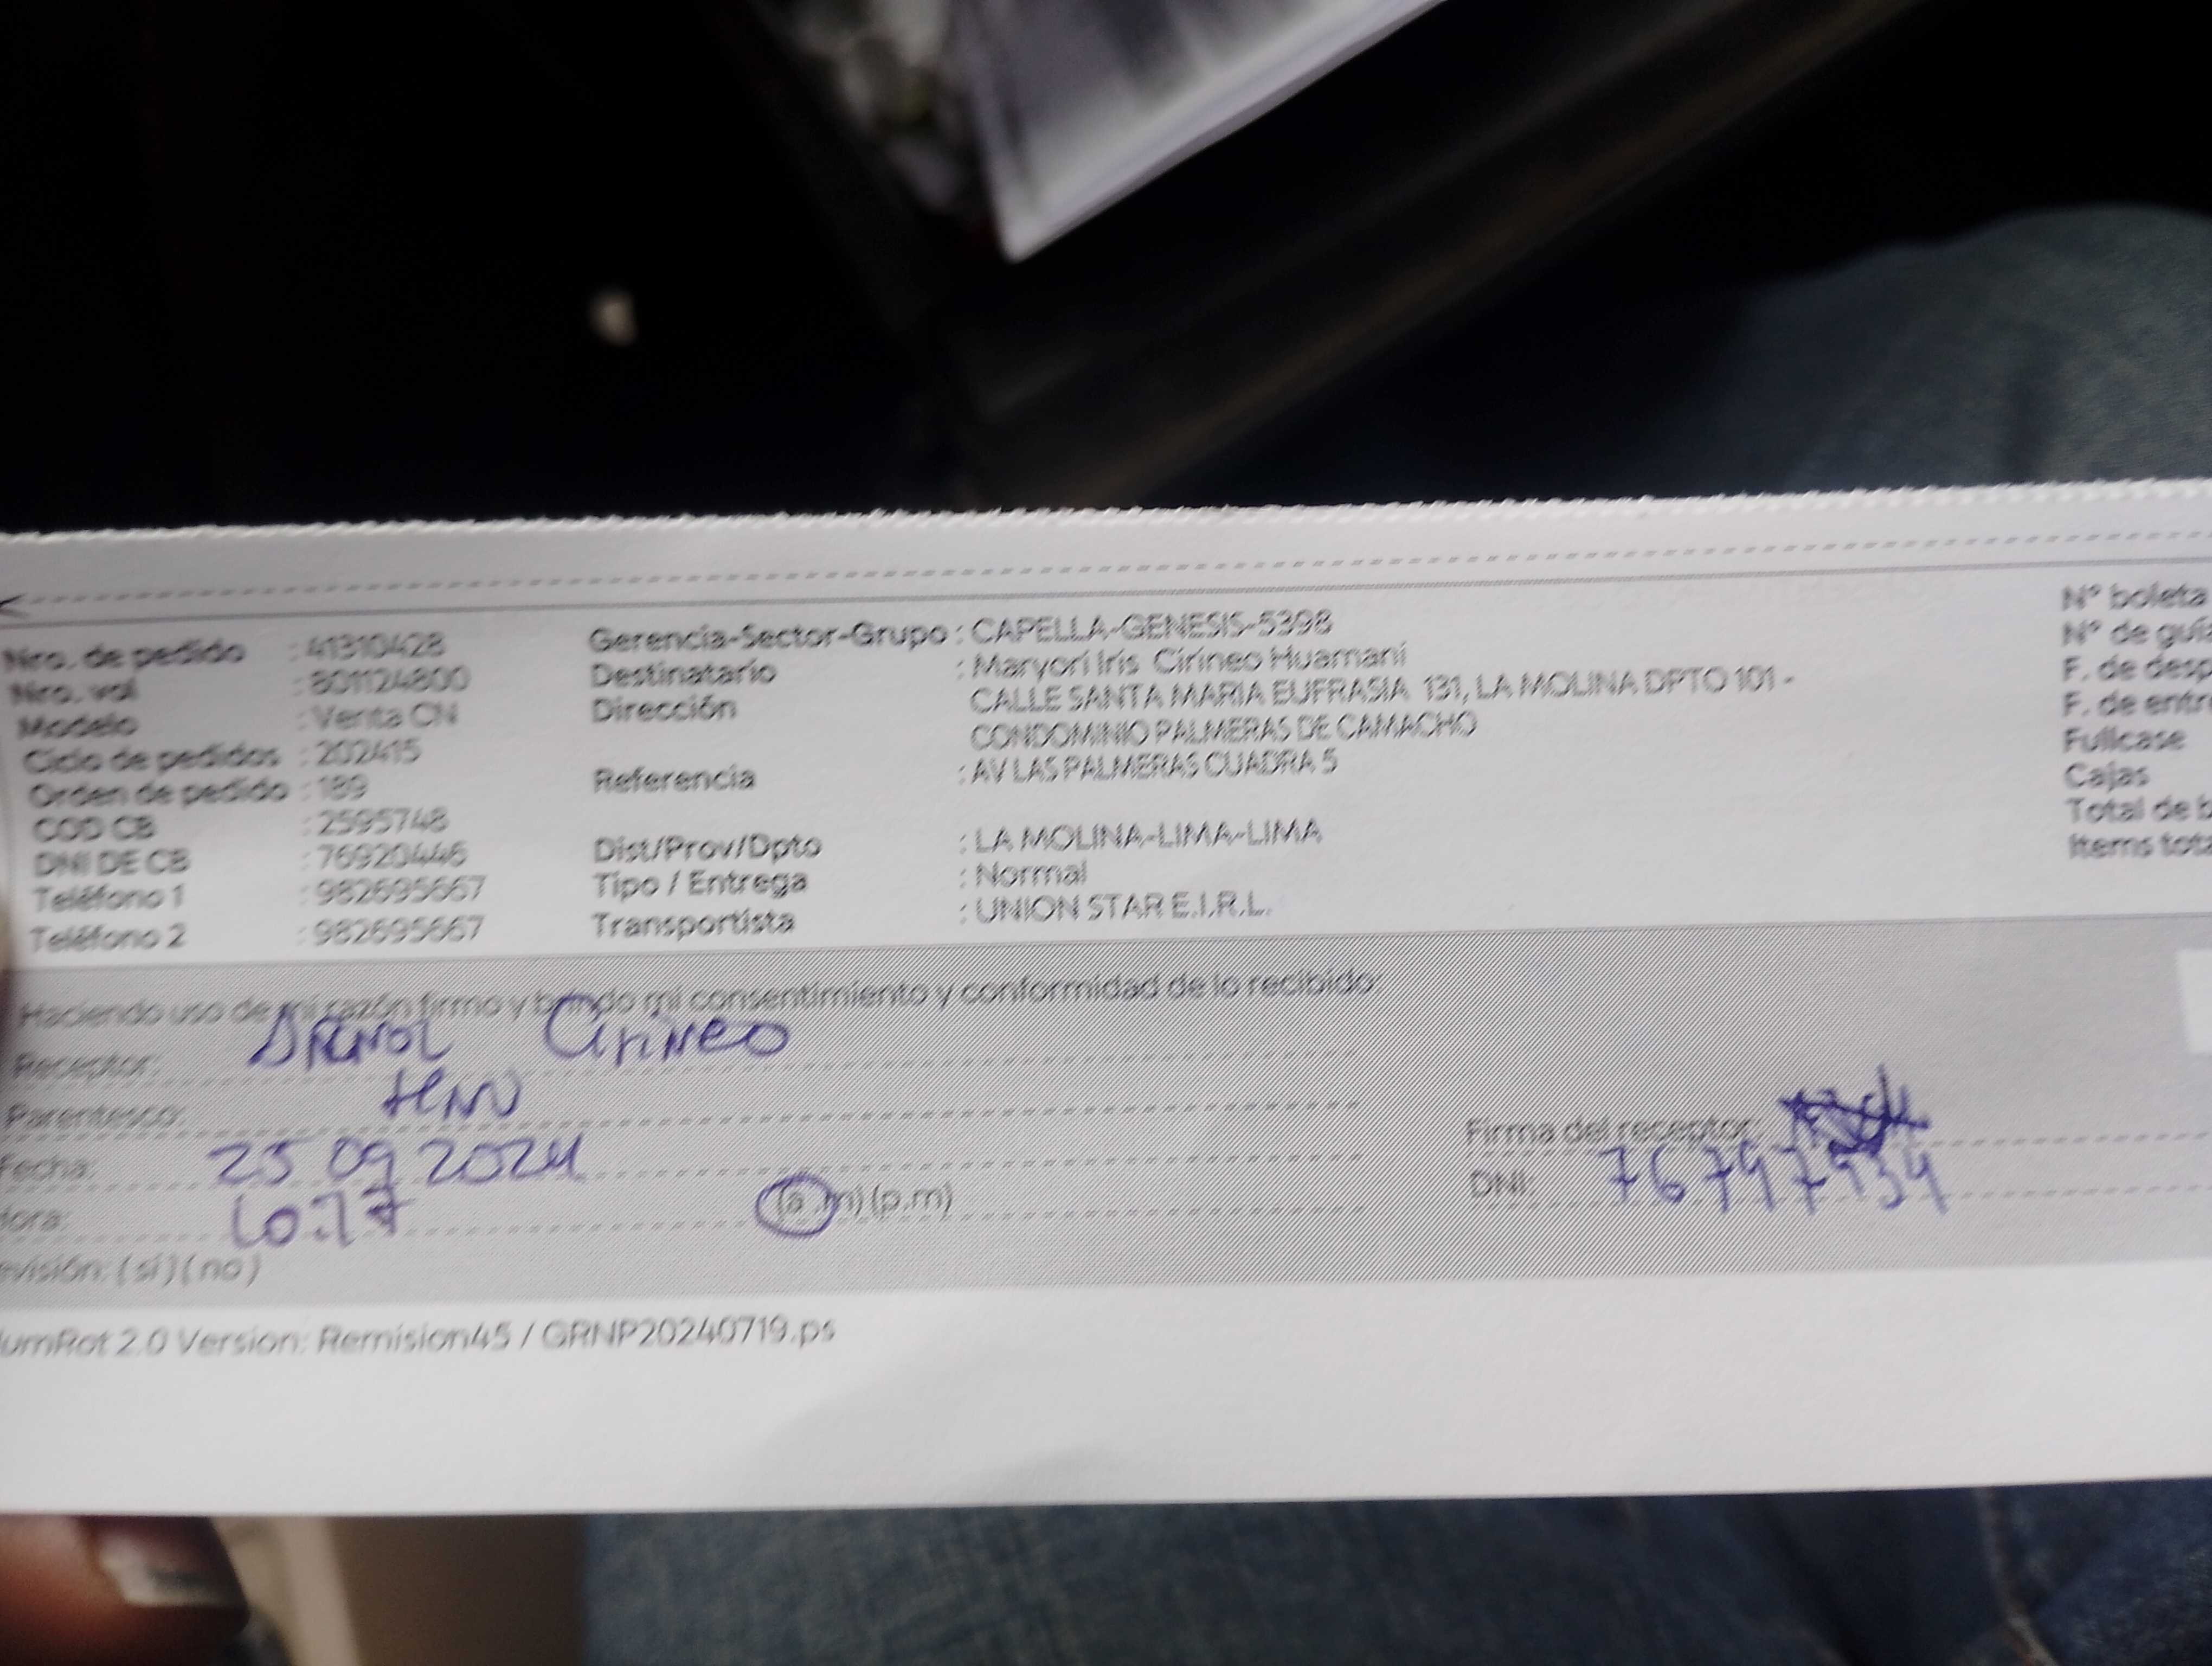 Nro. de pedido : 41310428
Nro. vol : 801124800
Modelo : Venta CN
Ciclo de pedidos : 202415
Orden de pedido : 189
COD CB : 2595748
DNI DE CB : 76920446
Teléfono 1 : 982695667
Teléfono 2 : 982695667
Gerencia-Sector-Grupo : CAPELLA-GENESIS-5398
Destinatario : Maryori Iris Cirineo Huamani
Dirección CALLE SANTA MARIA EUFRASIA 131, LA MOLINA DPTO 101 -
CONDOMINIO PALMERAS DE CAMACHO
Referencia : AV LAS PALMERAS CUADRA 5
Dist/Prov/Dpto : LA MOLINA-LIMA-LIMA
Tipo / Entrega : Normal
Transportista : UNION STAR E.I.R.L.
N° boleta
N° de guía
F. de desp
F. de entre
Fullcase
Cajas
Total de b
Items tota
Haciendo uso de mi razón firmo y brindo mi consentimiento y conformidad de lo recibido:
Receptor: Cirineo
Parentesco:
Fecha: 25 09 2024
Hora: 10:17 (a.m) (p.m)
Firma del receptor:
DNI:
evisión: (si) (no)
umRot 2.0 Version: Remision45 / GRNP20240719.ps